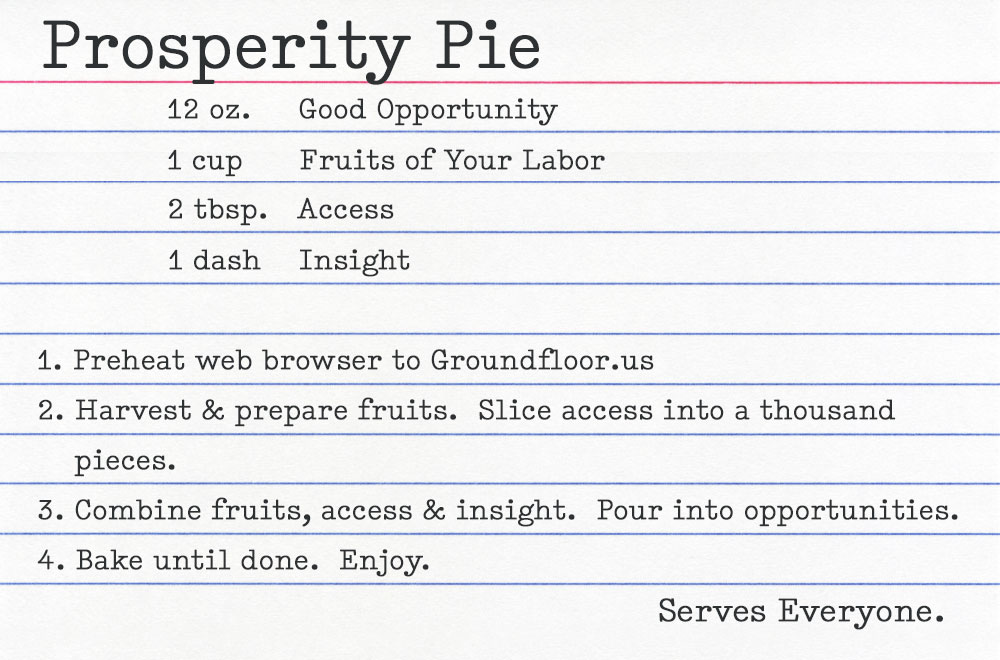 Prosperity Pie
12 oz. Good Opportunity
1 cup Fruits of Your Labor
2 tbsp. Access
1 dash Insight
1. Preheat web browser to Groundfloor.us
2. Harvest & prepare fruits. Slice access into a thousand
pieces.
3. Combine fruits, access & insight. Pour into opportunities.
4. Bake until done. Enjoy.
Serves Everyone.